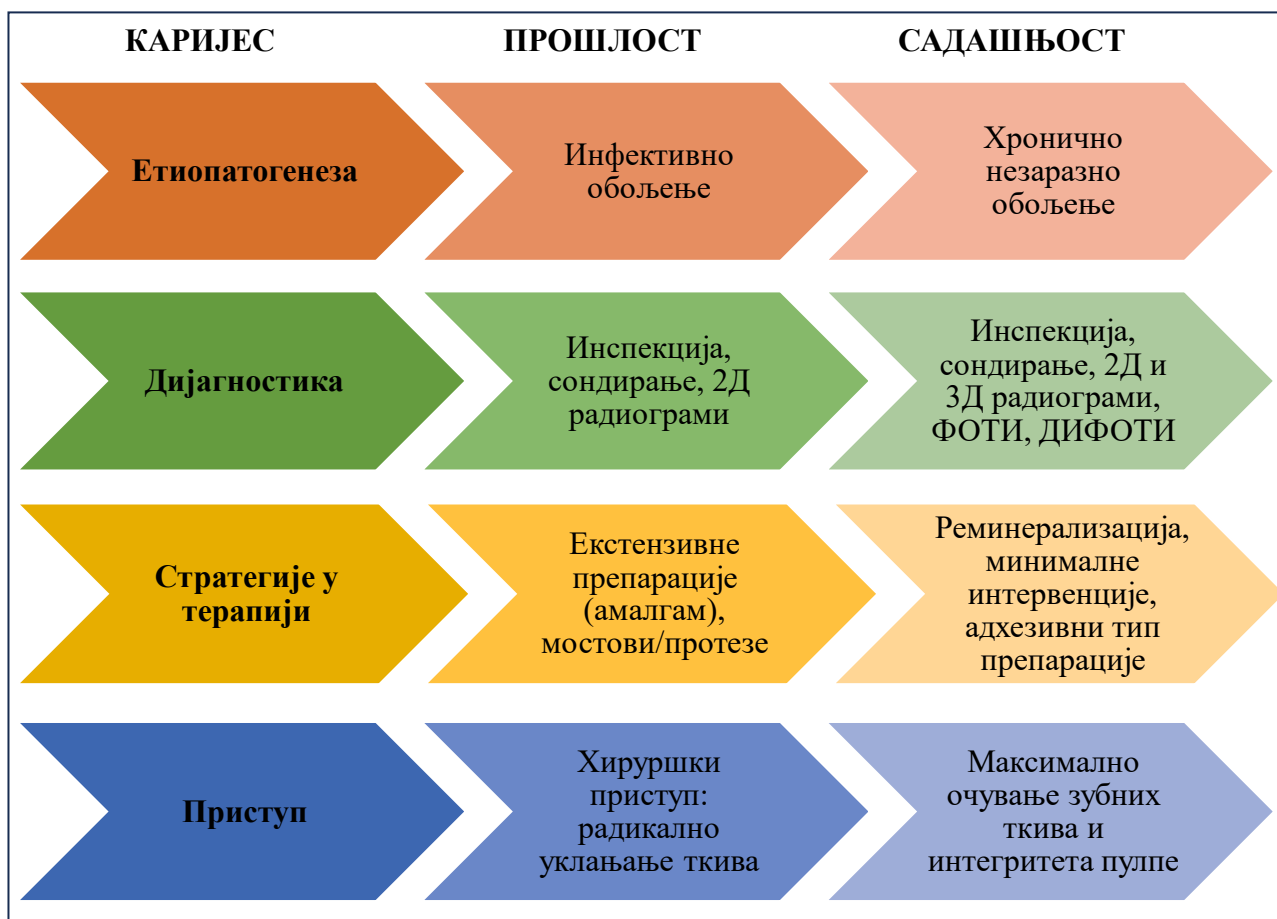 КАРИЈЕС ПРОШЛОСТ САДАШЊОСТ
Етиопатогенеза
Инфективно
обољење
Хронично
незаразно
обољење
Дијагностика
Инспекција,
сондирање, 2Д
радиограми
Инспекција,
сондирање, 2Д и
3Д радиограми,
ФОТИ, ДИФОТИ
Стратегије у
терапији
Екстензивне
препарације
(амалгам),
мостови/протезе
Реминерализација,
минималне
интервенције,
адхезивни тип
препарације
Приступ
Хируршки
приступ:
радикално
уклањање ткива
Максимално
очување зубних
ткива и
интегритета пулпе